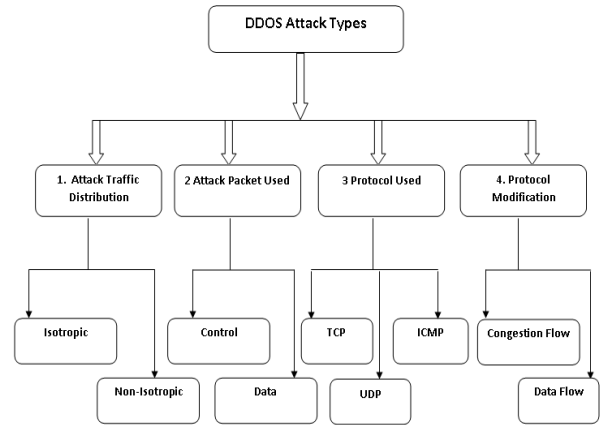 DDOS Attack Types
1. Attack Traffic
Distribution
2 Attack Packet Used
3 Protocol Used
4. Protocol
Modification
Isotropic
Non-Isotropic
Control
Data
TCP
UDP
ICMP
Congestion Flow
Data Flow